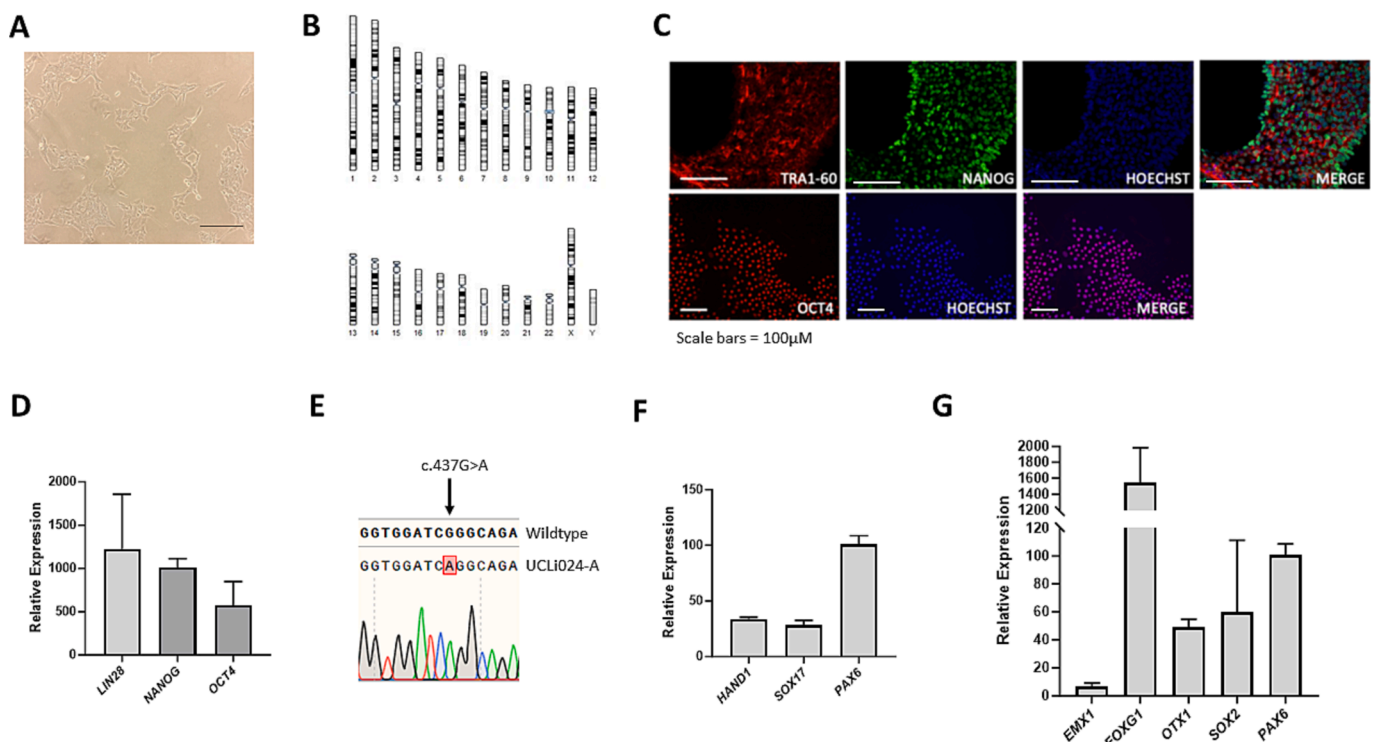 A
B
C
1 2 3 4 5 6 7 8 9 10 11 12
13 14 15 16 17 18 19 20 21 22 X Y
TRA1-60 NANOG HOECHST MERGE
OCT4 HOECHST MERGE
Scale bars = 100µM
D
E
F
G
Relative Expression
2000
1500
1000
500
0
LIN28 NANOG OCT4
c.437G>A
GGTGGATCGGGCAGA Wildtype
GGTGGATCAGGCAGA UCLi024-A
Relative Expression
150
100
50
0
HAND1 SOX17 PAX6
Relative Expression
2000
1800
1600
1400
1200
120
100
80
60
40
20
0
EMX1 FOXG1 OTX1 SOX2 PAX6